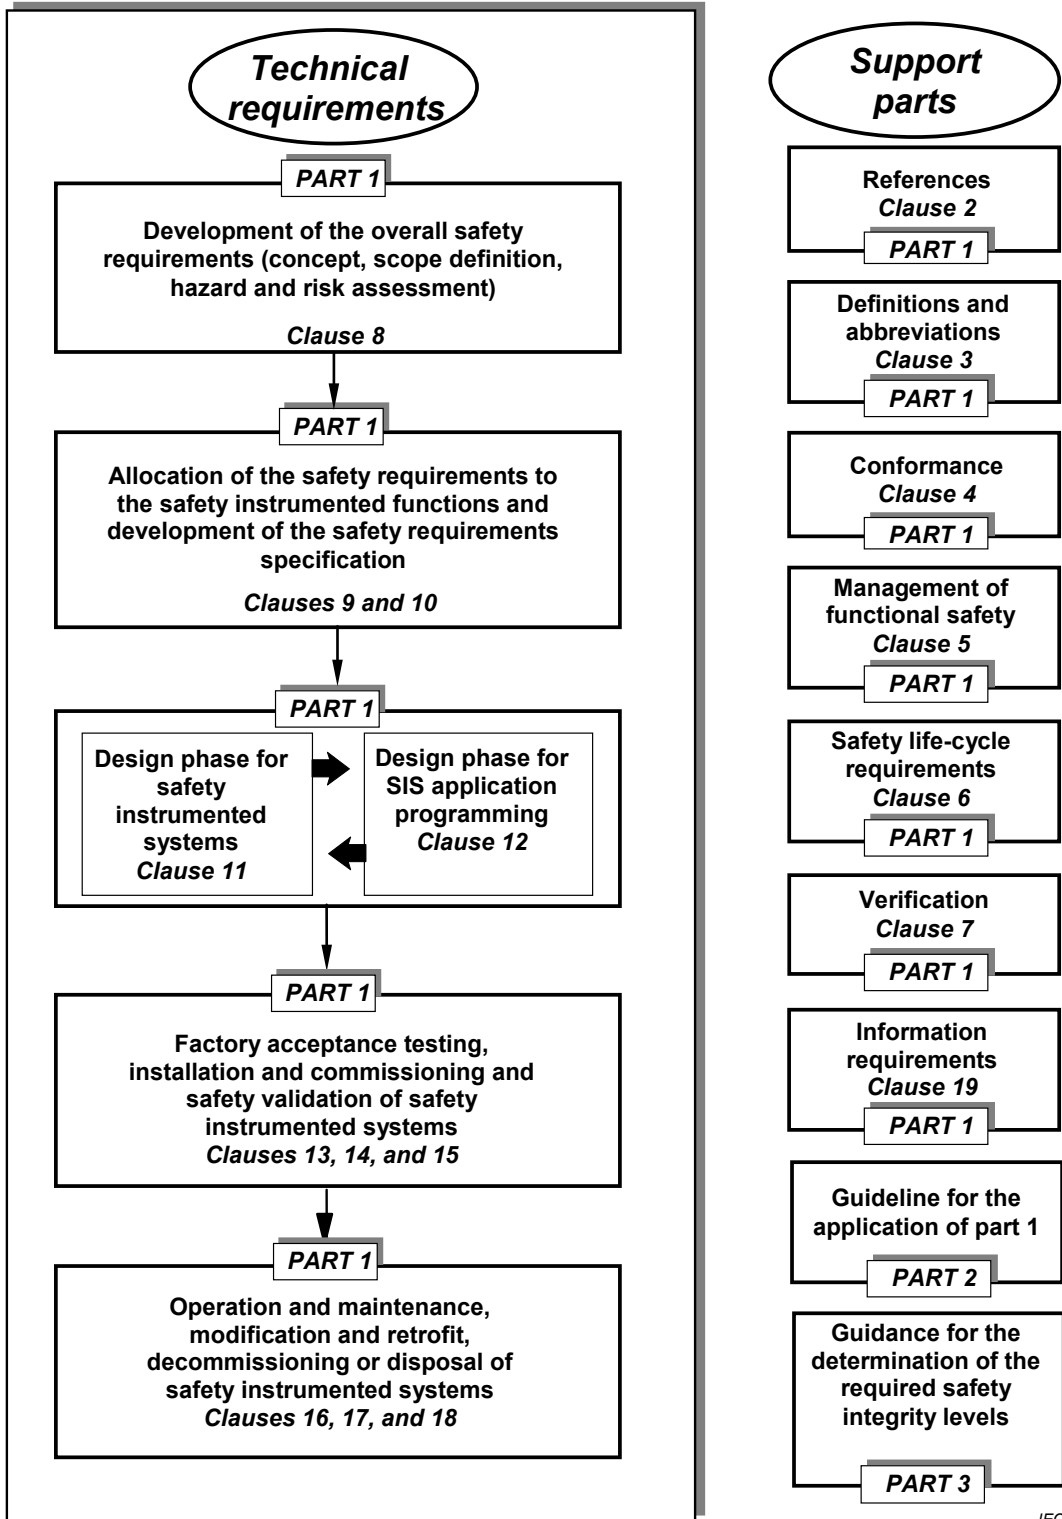 Technical
requirements
PART 1
Development of the overall safety
requirements (concept, scope definition,
hazard and risk assessment)
Clause 8
PART 1
Allocation of the safety requirements to
the safety instrumented functions and
development of the safety requirements
specification
Clauses 9 and 10
PART 1
Design phase for
safety
instrumented
systems
Clause 11
Design phase for
SIS application
programming
Clause 12
PART 1
Factory acceptance testing,
installation and commissioning and
safety validation of safety
instrumented systems
Clauses 13, 14, and 15
PART 1
Operation and maintenance,
modification and retrofit,
decommissioning or disposal of
safety instrumented systems
Clauses 16, 17, and 18
Support
parts
References
Clause 2
PART 1
Definitions and
abbreviations
Clause 3
PART 1
Conformance
Clause 4
PART 1
Management of
functional safety
Clause 5
PART 1
Safety life-cycle
requirements
Clause 6
PART 1
Verification
Clause 7
PART 1
Information
requirements
Clause 19
PART 1
Guideline for the
application of part 1
PART 2
Guidance for the
determination of the
required safety
integrity levels
PART 3